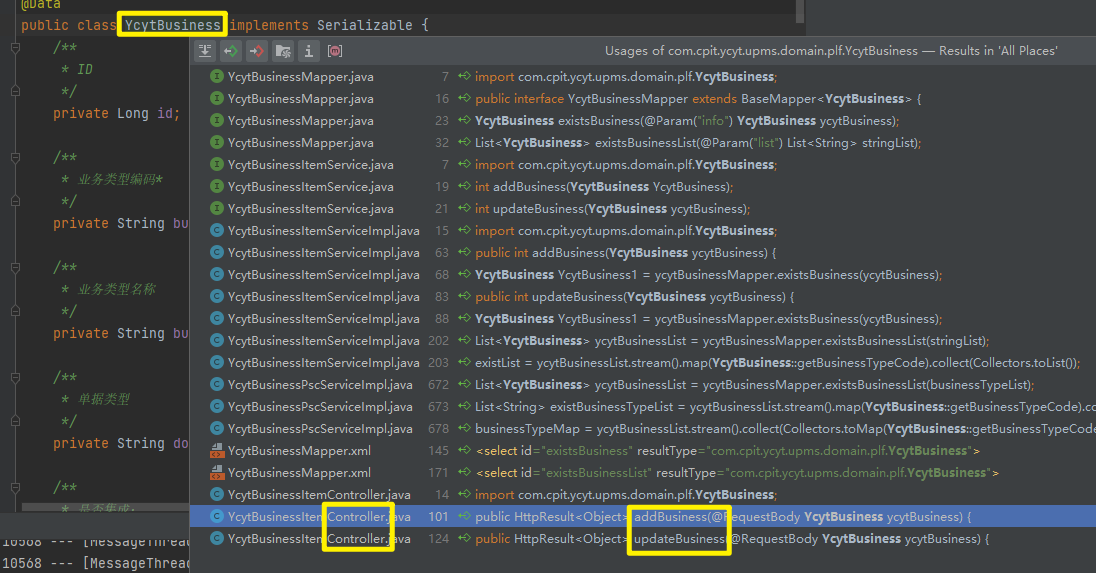 @Data
public class YcytBusiness implements Serializable {
/**
* ID
*/
private Long id;
/**
* 业务类型编码*
*/
private String bu
/**
* 业务类型名称
*/
private String bu
/**
* 单据类型
*/
private String do
/**
* 是否集成:
10568 --- [MessageThrea
10568 --- [MessageThrea
Usages of com.cpit.ycyt.upms.domain.plf.YcytBusiness — Results in 'All Places'
YcytBusinessMapper.java 7 import com.cpit.ycyt.upms.domain.plf.YcytBusiness;
YcytBusinessMapper.java 16 public interface YcytBusinessMapper extends BaseMapper<YcytBusiness> {
YcytBusinessMapper.java 23 YcytBusiness existsBusiness(@Param("info") YcytBusiness ycytBusiness);
YcytBusinessMapper.java 32 List<YcytBusiness> existsBusinessList(@Param("list") List<String> stringList);
YcytBusinessItemService.java 7 import com.cpit.ycyt.upms.domain.plf.YcytBusiness;
YcytBusinessItemService.java 19 int addBusiness(YcytBusiness YcytBusiness);
YcytBusinessItemService.java 21 int updateBusiness(YcytBusiness ycytBusiness);
YcytBusinessItemServiceImpl.java 15 import com.cpit.ycyt.upms.domain.plf.YcytBusiness;
YcytBusinessItemServiceImpl.java 63 public int addBusiness(YcytBusiness ycytBusiness) {
YcytBusinessItemServiceImpl.java 68 YcytBusiness YcytBusiness1 = ycytBusinessMapper.existsBusiness(ycytBusiness);
YcytBusinessItemServiceImpl.java 83 public int updateBusiness(YcytBusiness ycytBusiness) {
YcytBusinessItemServiceImpl.java 88 YcytBusiness YcytBusiness1 = ycytBusinessMapper.existsBusiness(ycytBusiness);
YcytBusinessItemServiceImpl.java 202 List<YcytBusiness> ycytBusinessList = ycytBusinessMapper.existsBusinessList(stringList);
YcytBusinessItemServiceImpl.java 203 existList = ycytBusinessList.stream().map(YcytBusiness::getBusinessTypeCode).collect(Collectors.toList());
YcytBusinessPscServiceImpl.java 672 List<YcytBusiness> ycytBusinessList = ycytBusinessMapper.existsBusinessList(businessTypeList);
YcytBusinessPscServiceImpl.java 673 List<String> existBusinessTypeList = ycytBusinessList.stream().map(YcytBusiness::getBusinessTypeCode).co
YcytBusinessPscServiceImpl.java 678 businessTypeMap = ycytBusinessList.stream().collect(Collectors.toMap(YcytBusiness::getBusinessTypeCode
YcytBusinessMapper.xml 145 <select id="existsBusiness" resultType="com.cpit.ycyt.upms.domain.plf.YcytBusiness">
YcytBusinessMapper.xml 171 <select id="existsBusinessList" resultType="com.cpit.ycyt.upms.domain.plf.YcytBusiness">
YcytBusinessItemController.java 14 import com.cpit.ycyt.upms.domain.plf.YcytBusiness;
YcytBusinessItemController.java 101 public HttpResult<Object> addBusiness(@RequestBody YcytBusiness ycytBusiness) {
YcytBusinessItemController.java 124 public HttpResult<Object> updateBusiness(@RequestBody YcytBusiness ycytBusiness) {